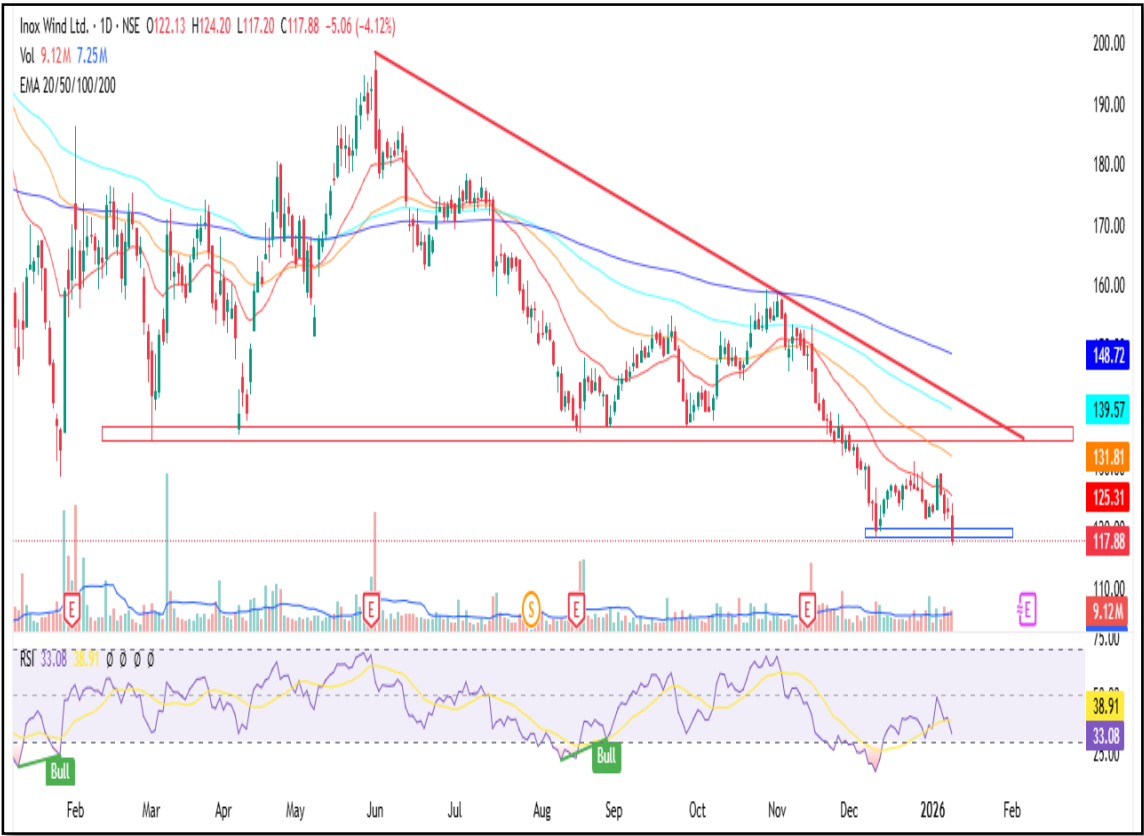 Inox Wind Ltd. · 1D · NSE O122.13 H124.20 L117.20 C117.88 −5.06 (−4.12%)
Vol 9.12M 7.25M
EMA 20/50/100/200
200.00
190.00
180.00
170.00
160.00
148.72
139.57
131.81
125.31
117.88
110.00
9.12M
E
E
S
E
E
E
75.00
RSI 33.08 38.91 Ø Ø Ø Ø
38.91
33.08
25.00
Bull
Bull
Feb Mar Apr May Jun Jul Aug Sep Oct Nov Dec 2026 Feb